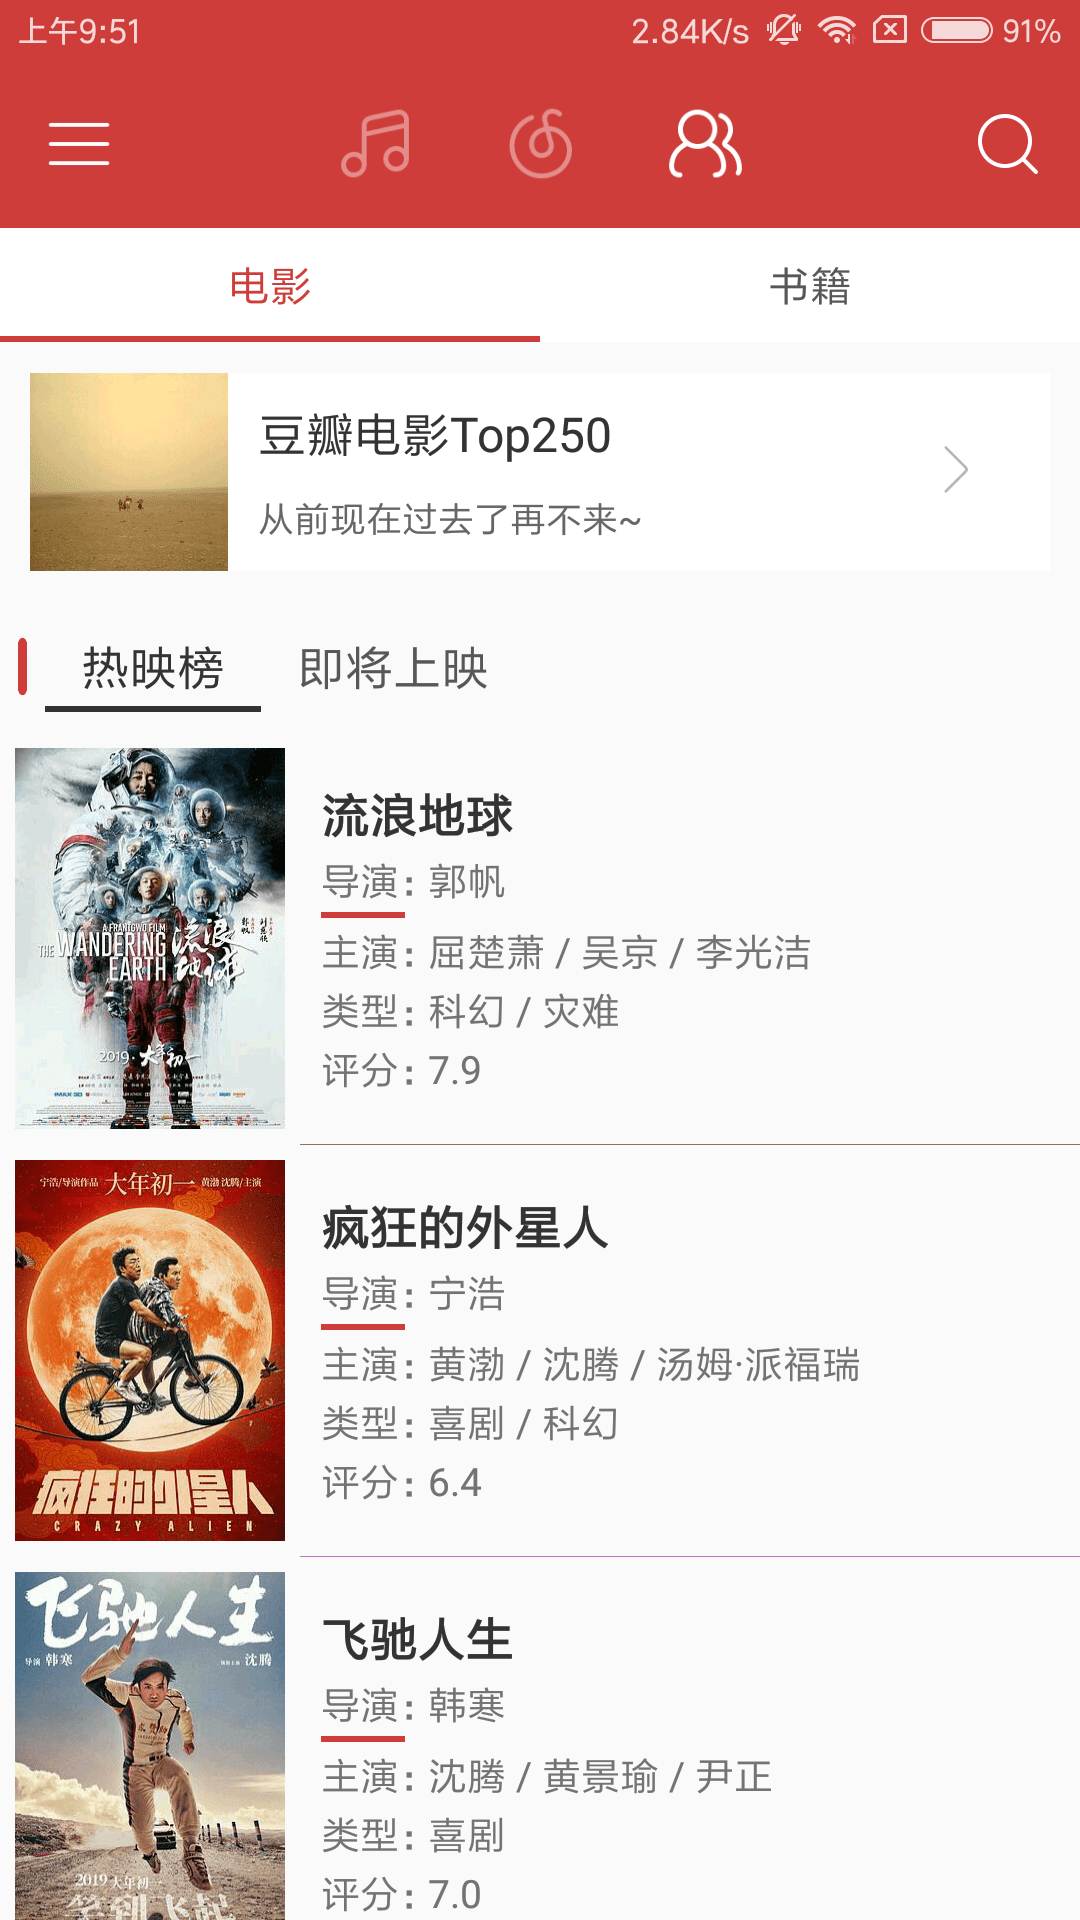 上午9:51
2.84K/s
91%
电影
书籍
豆瓣电影Top250
从前现在过去了再不来~
热映榜
即将上映
流浪地球
导演: 郭帆
主演: 屈楚萧 / 吴京 / 李光洁
类型: 科幻 / 灾难
评分: 7.9
A FRANTGWO FILM
THE WANDERING
EARTH
流浪
地球
2019·大年初一
疯狂的外星人
导演: 宁浩
主演: 黄渤 / 沈腾 / 汤姆·派福瑞
类型: 喜剧 / 科幻
评分: 6.4
宁浩/导演作品 大年初一 黄渤 沈腾/主演
疯狂的外星人
CRAZY ALIEN
飞驰人生
导演: 韩寒
主演: 沈腾 / 黄景瑜 / 尹正
类型: 喜剧
评分: 7.0
飞驰人生
导演 韩寒
沈腾
2019 大年初一
笑到飞起